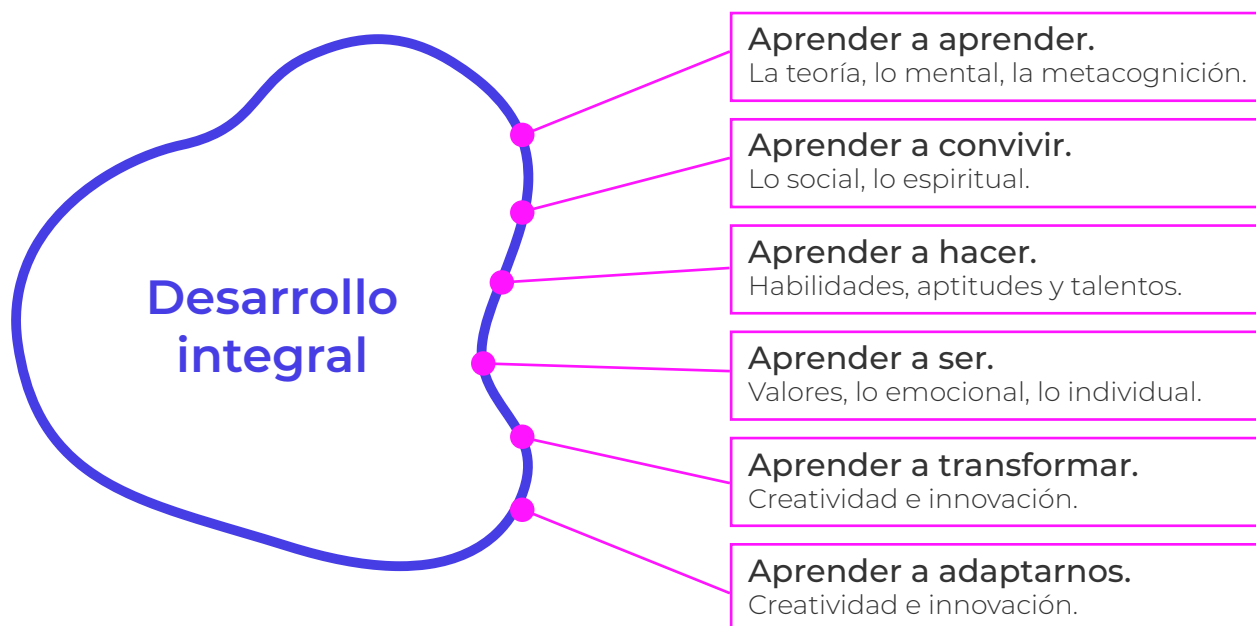 Desarrollo
integral
Aprender a aprender.
La teoría, lo mental, la metacognición.
Aprender a convivir.
Lo social, lo espiritual.
Aprender a hacer.
Habilidades, aptitudes y talentos.
Aprender a ser.
Valores, lo emocional, lo individual.
Aprender a transformar.
Creatividad e innovación.
Aprender a adaptarnos.
Creatividad e innovación.